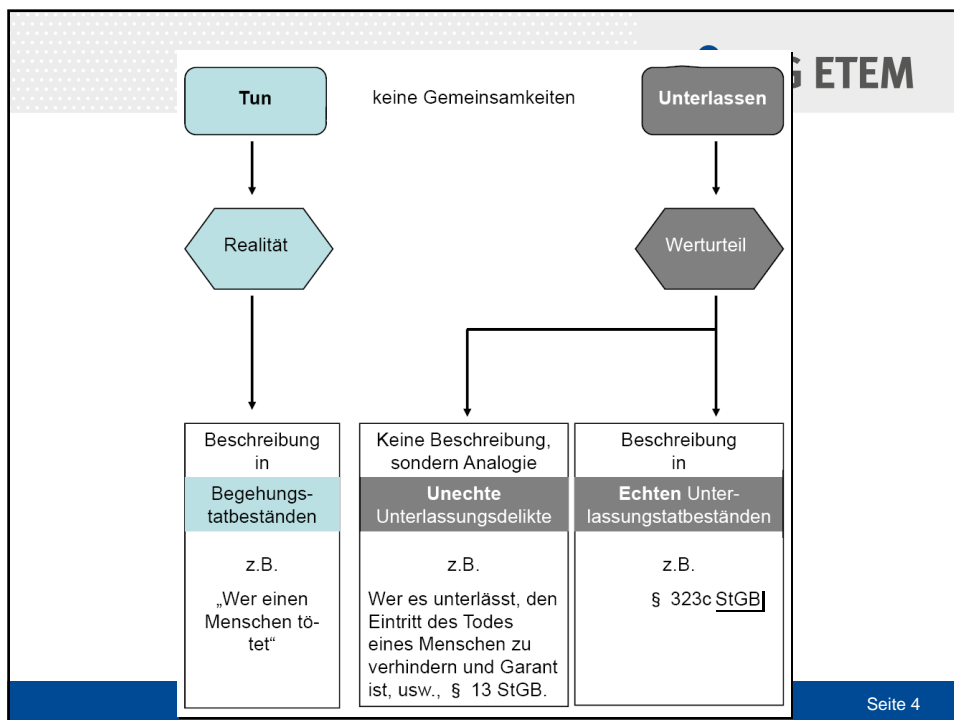 G ETEM
Tun
keine Gemeinsamkeiten
Unterlassen
Realität
Werturteil
Beschreibung
in
Begehungs-
tatbeständen
z.B.
„Wer einen
Menschen tö-
tet“
Keine Beschreibung,
sondern Analogie
Unechte
Unterlassungsdelikte
z.B.
Wer es unterlässt, den
Eintritt des Todes
eines Menschen zu
verhindern und Garant
ist, usw., § 13 StGB.
Beschreibung
in
Echten Unter-
lassungstatbeständen
z.B.
§ 323c StGB
Seite 4